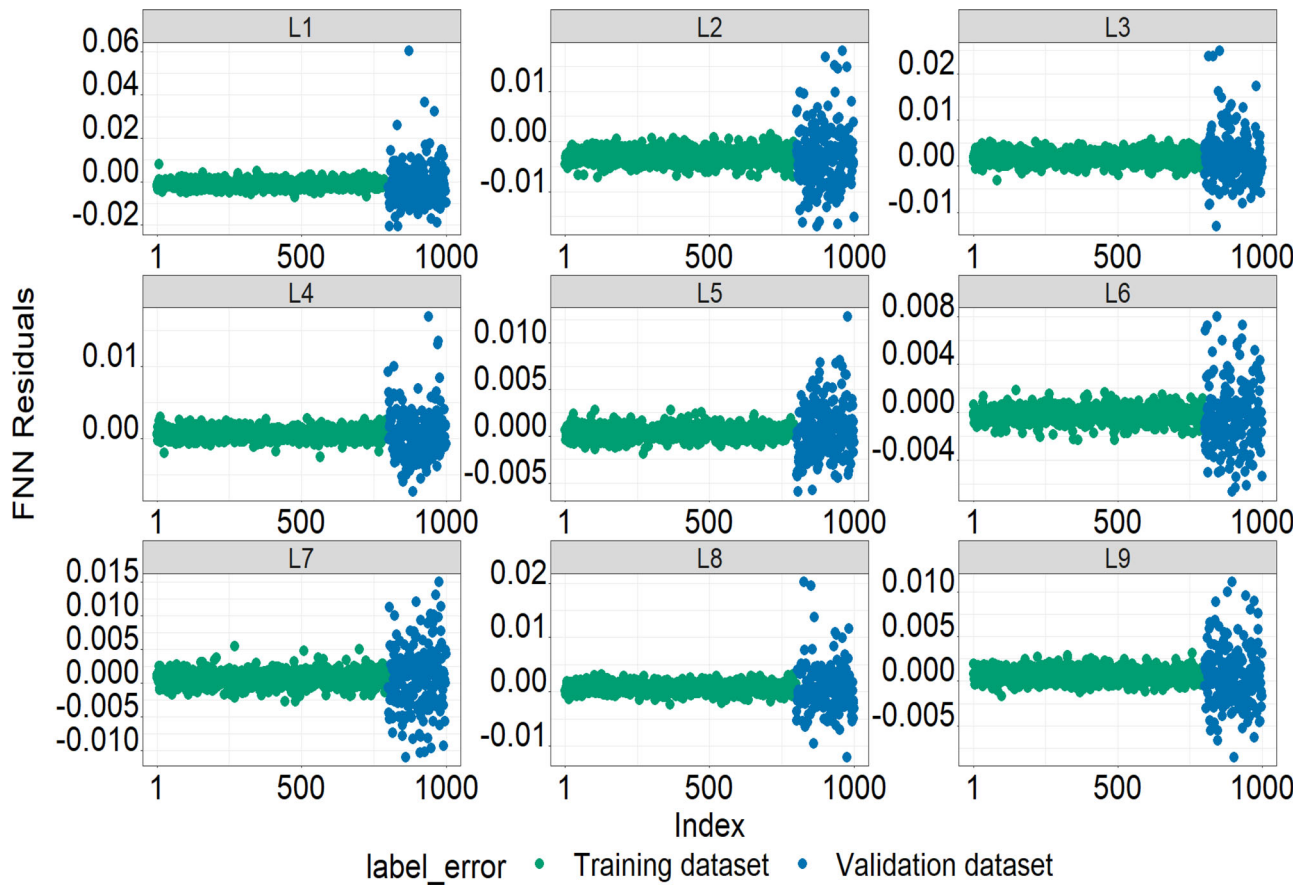 FNN Residuals
L1
0.06
0.04
0.02
0.00
-0.02
1 500 1000
L2
0.01
0.00
-0.01
1 500 1000
L3
0.02
0.01
0.00
-0.01
1 500 1000
L4
0.01
0.00
1 500 1000
L5
0.010
0.005
0.000
-0.005
1 500 1000
L6
0.008
0.004
0.000
-0.004
1 500 1000
L7
0.015
0.010
0.005
0.000
-0.005
-0.010
1 500 1000
L8
0.02
0.01
0.00
-0.01
1 500 1000
L9
0.010
0.005
0.000
-0.005
1 500 1000
Index
label_error Training dataset Validation dataset